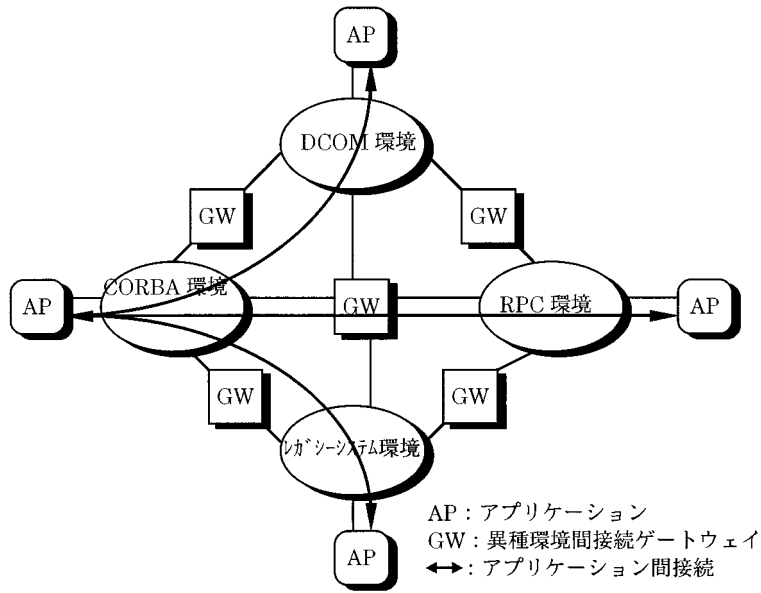 AP
DCOM 環境
GW
GW
CORBA 環境
AP
GW
RPC 環境
AP
GW
GW
レガシーシステム環境
AP
AP：アプリケーション
GW：異種環境間接続ゲートウェイ
↔：アプリケーション間接続